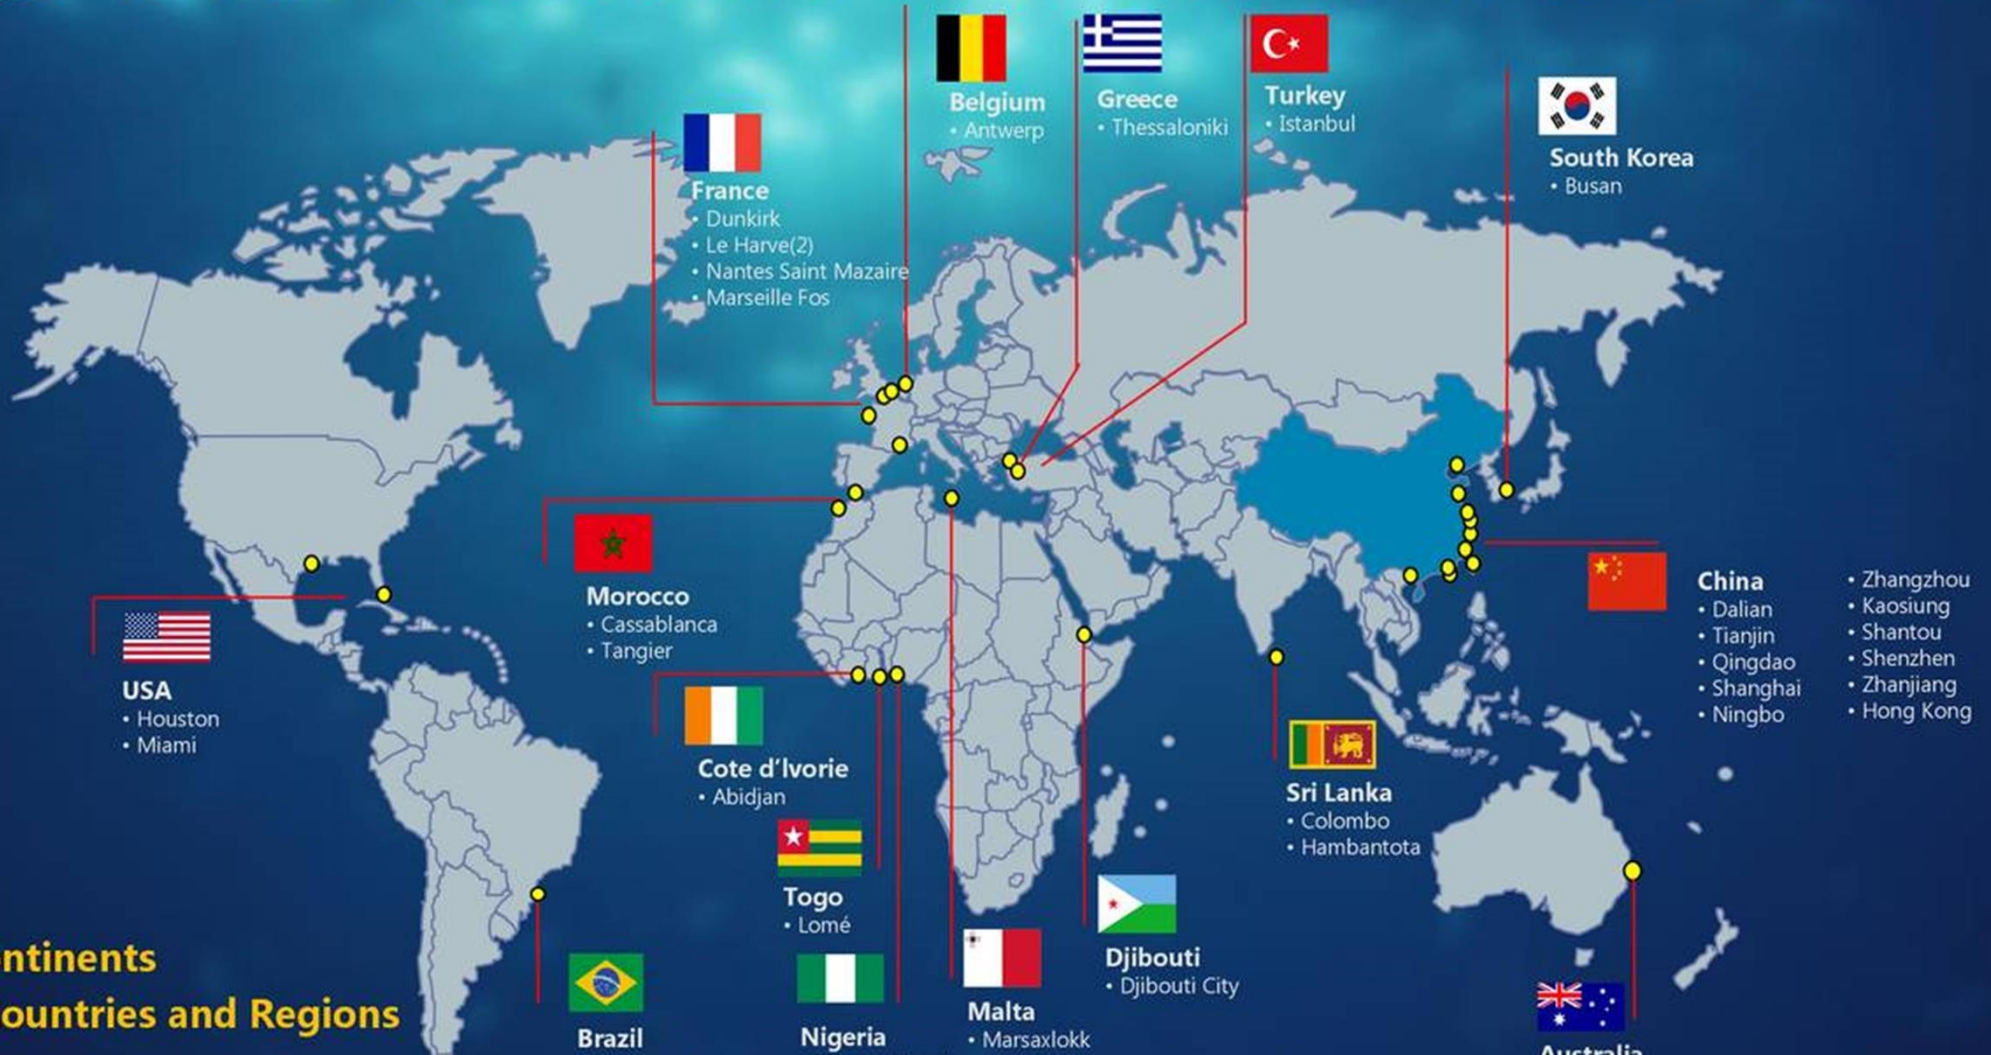 Belgium
• Antwerp
Greece
• Thessaloniki
Turkey
• Istanbul
South Korea
• Busan
France
• Dunkirk
• Le Harve(2)
• Nantes Saint Mazaire
• Marseille Fos
Morocco
• Cassablanca
• Tangier
USA
• Houston
• Miami
China
• Dalian
• Tianjin
• Qingdao
• Shanghai
• Ningbo
• Zhangzhou
• Kaosiung
• Shantou
• Shenzhen
• Zhanjiang
• Hong Kong
Cote d'Ivorie
• Abidjan
Sri Lanka
• Colombo
• Hambantota
Togo
• Lomé
Djibouti
• Djibouti City
Malta
• Marsaxlokk
Nigeria
Brazil
Australia
ntinents
ountries and Regions